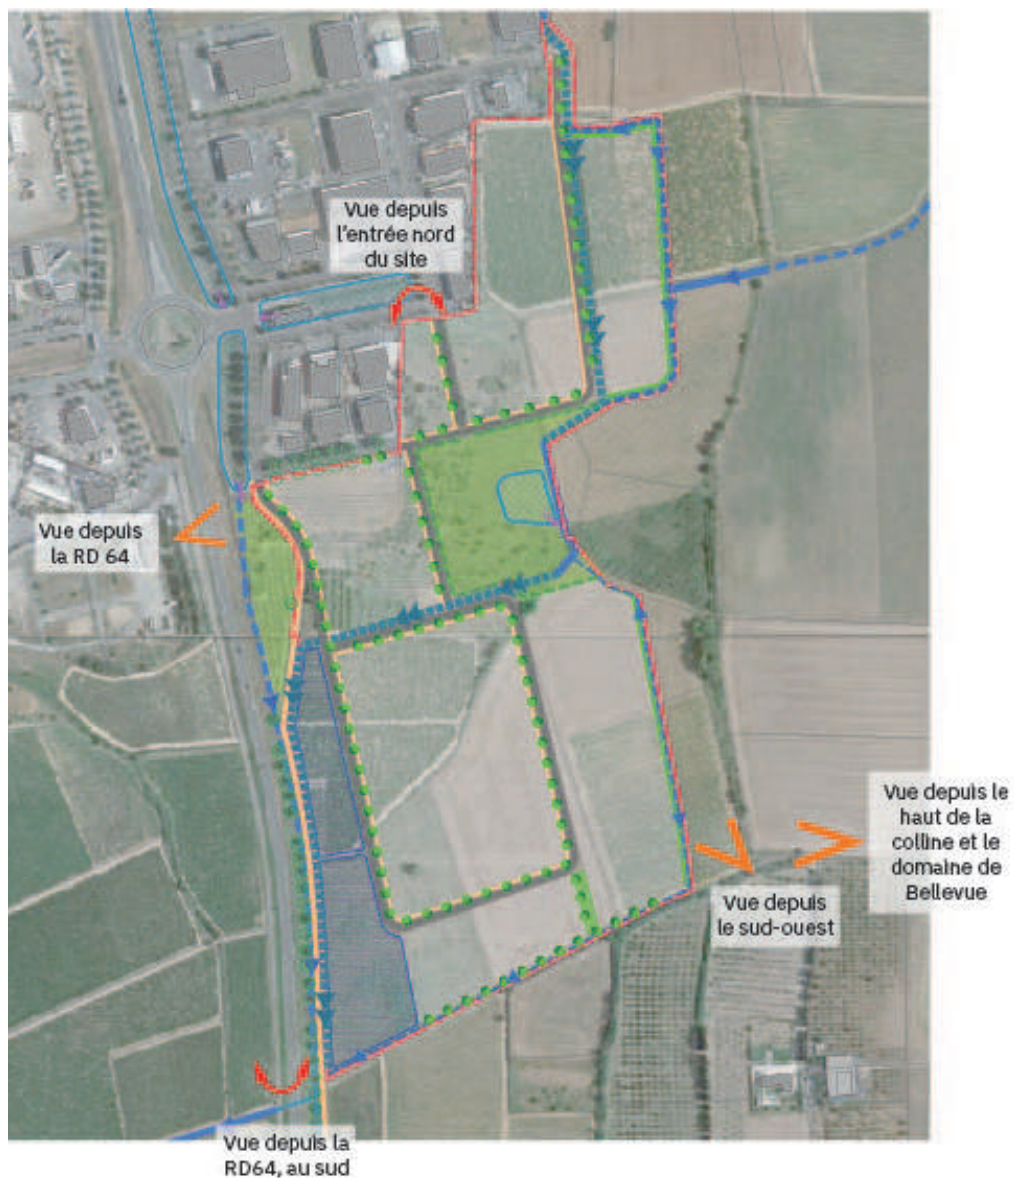 Vue depuis
l'entrée nord
du site
Vue depuis
la RD 64
Vue depuis le
haut de la
colline et le
domaine de
Bellevue
Vue depuis
le sud-ouest
Vue depuis la
RD64, au sud